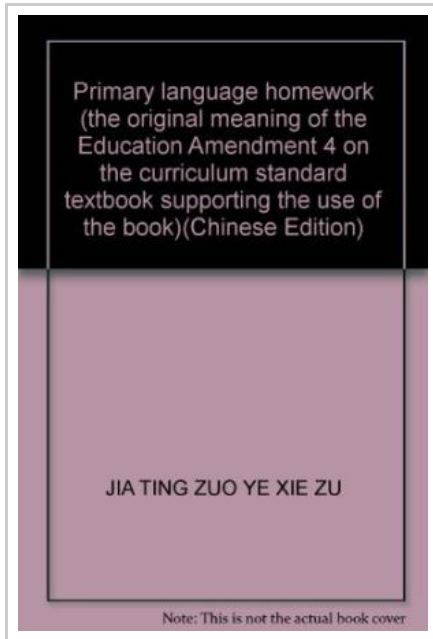 Primary language homework
(the original meaning of the
Education Amendment 4 on
the curriculum standard
textbook supporting the use of
the book)(Chinese Edition)
JIA TING ZUO YE XIE ZU
Note: This is not the actual book cover